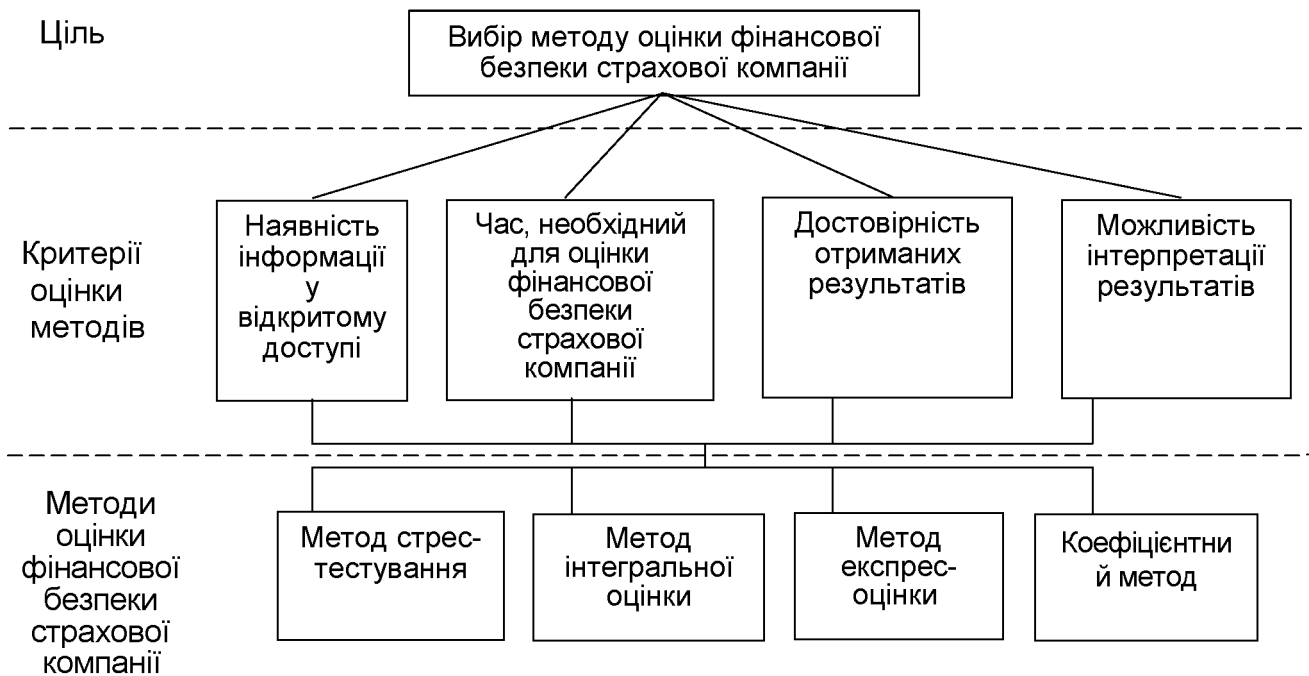 Ціль
Вибір методу оцінки фінансової
безпеки страхової компанії
Критерії
оцінки
методів
Наявність
інформації
у
відкритому
доступі
Час, необхідний
для оцінки
фінансової
безпеки
страхової
компанії
Достовірність
отриманих
результатів
Можливість
інтерпретації
результатів
Методи
оцінки
фінансової
безпеки
страхової
компанії
Метод стрес-
тестування
Метод
інтегральної
оцінки
Метод
експрес-
оцінки
Коефіцієнтни
й метод